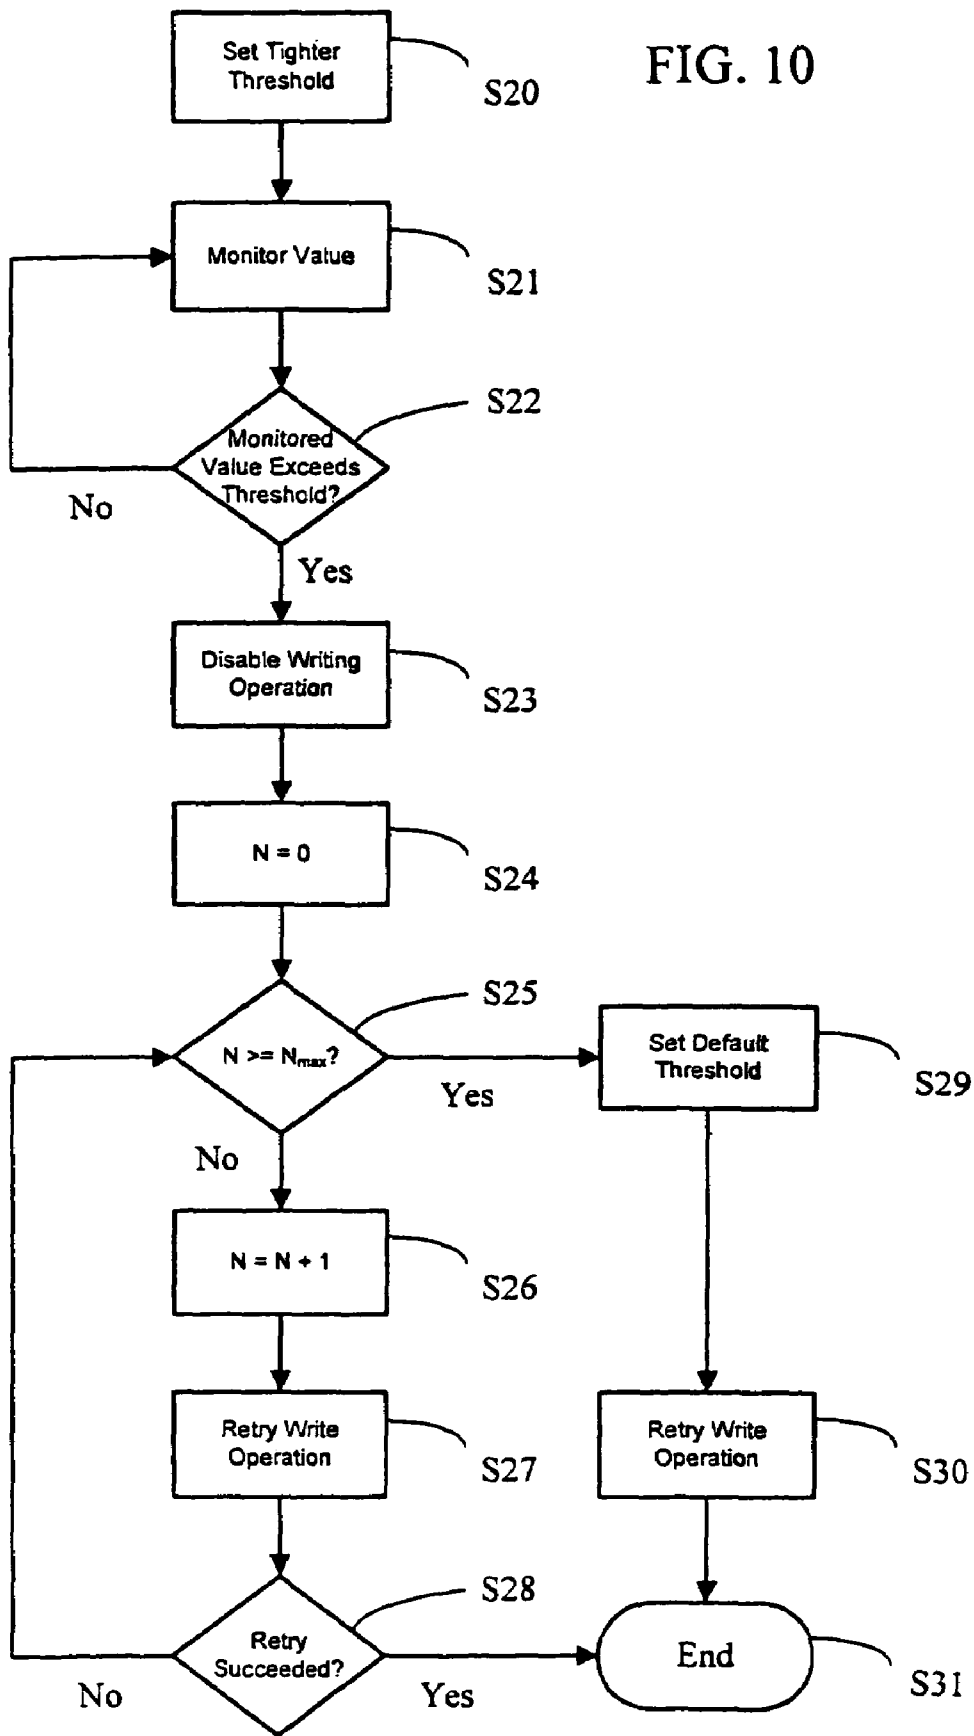 Set Tighter
Threshold
FIG. 10
S20
Monitor Value
S21
S22
Monitored
Value Exceeds
Threshold?
No
Yes
Disable Writing
Operation
S23
N = 0
S24
S25
N >= Nmax?
Yes
Set Default
Threshold
S29
No
N = N + 1
S26
Retry Write
Operation
S27
Retry Write
Operation
S30
S28
Retry
Succeeded?
No
Yes
End
S31